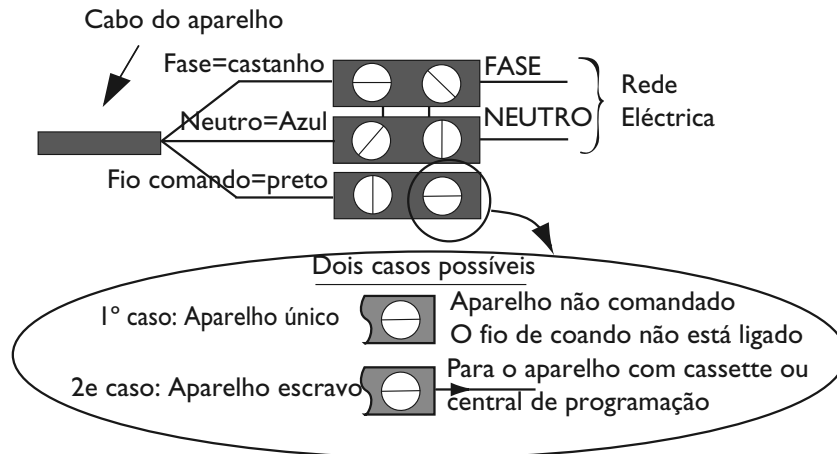 Cabo do aparelho
Fase=castanho
FASE
Neutro=Azul
NEUTRO
Rede
Eléctrica
Fio comando=preto
Dois casos possíveis
1º caso: Aparelho único
Aparelho não comandado
O fio de coando não está ligado
2e caso: Aparelho escravo
Para o aparelho com cassette ou
central de programação